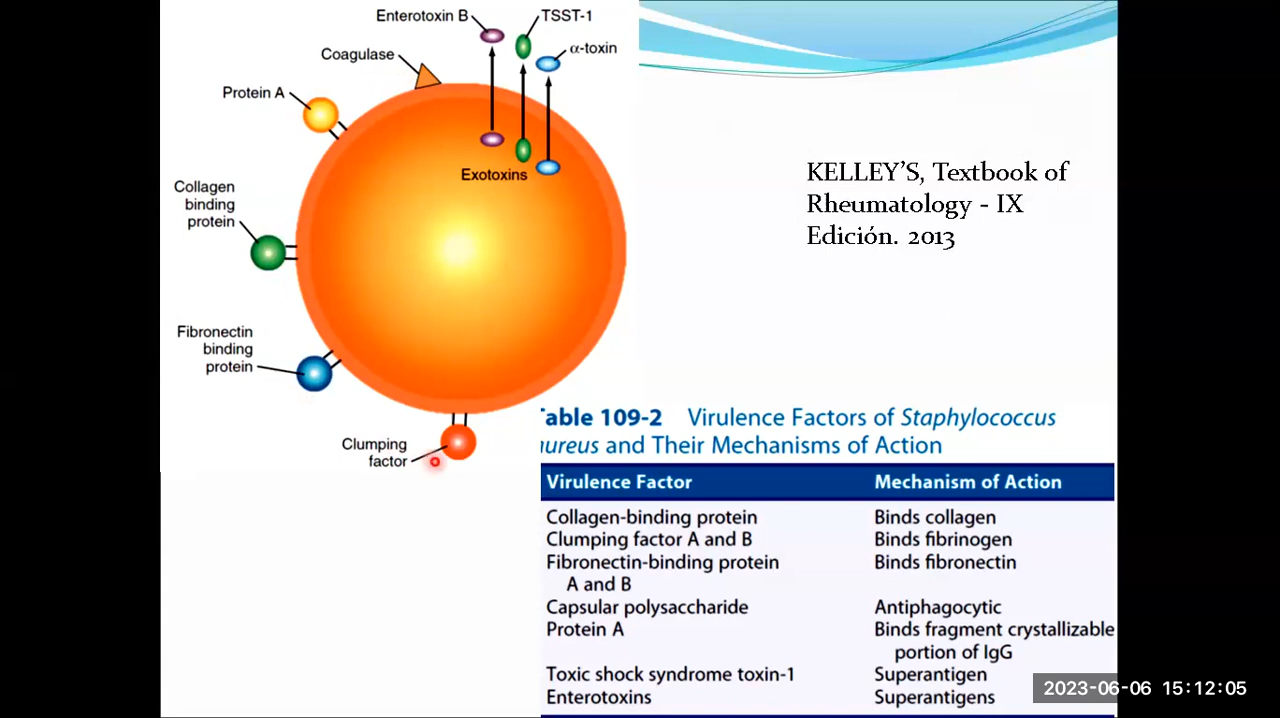 Enterotoxin B
TSST-1
α-toxin
Coagulase
Protein A
Exotoxins
Collagen
binding
protein
Fibronectin
binding
protein
Clumping
factor
KELLEY'S, Textbook of
Rheumatology - IX
Edición. 2013
Table 109-2 Virulence Factors of Staphylococcus
aureus and Their Mechanisms of Action
Virulence Factor Mechanism of Action
Collagen-binding protein Binds collagen
Clumping factor A and B Binds fibrinogen
Fibronectin-binding protein Binds fibronectin
A and B
Capsular polysaccharide Antiphagocytic
Protein A Binds fragment crystallizable
portion of IgG
Toxic shock syndrome toxin-1 Superantigen
Enterotoxins Superantigens
2023-06-06 15:12:05